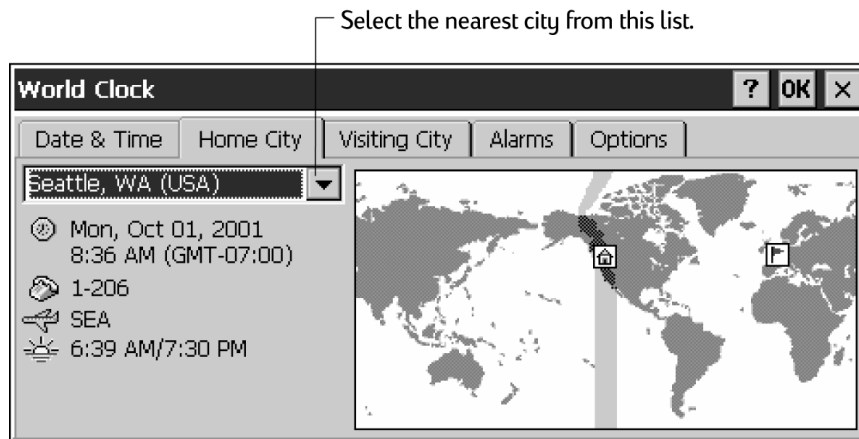 Select the nearest city from this list.
World Clock ? OK ×
Date & Time Home City Visiting City Alarms Options
Seattle, WA (USA)
Mon, Oct 01, 2001
8:36 AM (GMT-07:00)
1-206
SEA
6:39 AM/7:30 PM